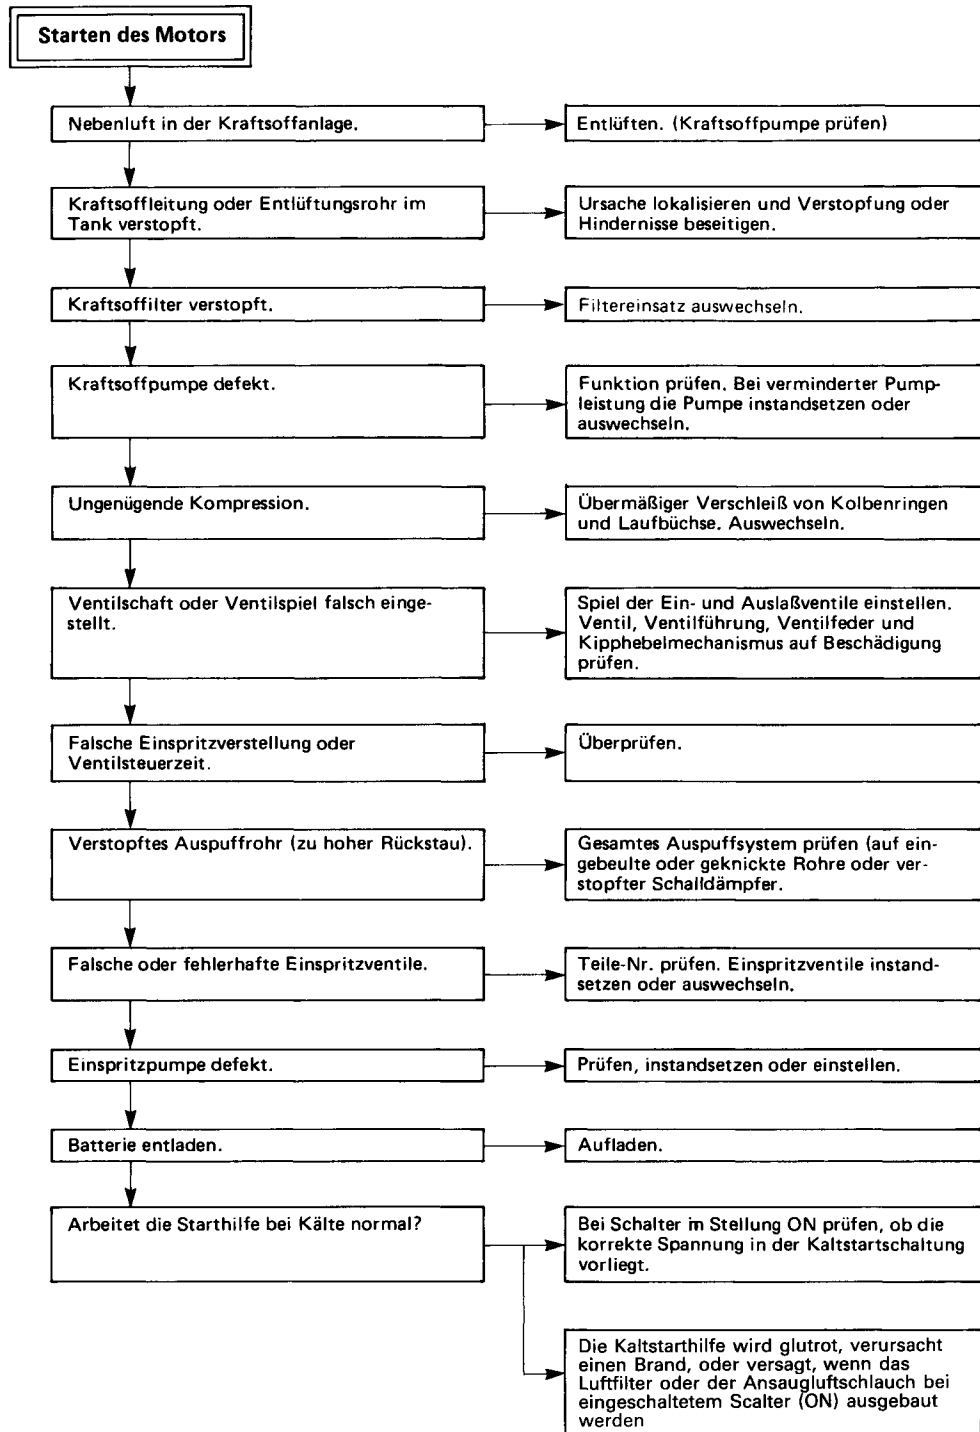 Starten des Motors
Nebenluft in der Kraftsoffanlage.
Entlüften. (Kraftsoffpumpe prüfen)
Kraftsoffleitung oder Entlüftungsrohr im
Tank verstopft.
Ursache lokalisieren und Verstopfung oder
Hindernisse beseitigen.
Kraftsoffilter verstopft.
Filtereinsatz auswechseln.
Kraftsoffpumpe defekt.
Funktion prüfen. Bei verminderter Pump-
leistung die Pumpe instandsetzen oder
auswechseln.
Ungenügende Kompression.
Übermäßiger Verschleiß von Kolbenringen
und Laufbüchse. Auswechseln.
Ventilschaft oder Ventilspiel falsch einge-
stellt.
Spiel der Ein- und Auslaßventile einstellen.
Ventil, Ventilführung, Ventilfeder und
Kipphebelmechanismus auf Beschädigung
prüfen.
Falsche Einspritzverstellung oder
Ventilsteuerzeit.
Überprüfen.
Verstopftes Auspuffrohr (zu hoher Rückstau).
Gesamtes Auspuffsystem prüfen (auf ein-
gebeulte oder geknickte Rohre oder ver-
stopfter Schalldämpfer.
Falsche oder fehlerhafte Einspritzventile.
Teile-Nr. prüfen. Einspritzventile instand-
setzen oder auswechseln.
Einspritzpumpe defekt.
Prüfen, instandsetzen oder einstellen.
Batterie entladen.
Aufladen.
Arbeitet die Starthilfe bei Kälte normal?
Bei Schalter in Stellung ON prüfen, ob die
korrekte Spannung in der Kaltstartschaltung
vorliegt.
Die Kaltstarthilfe wird glutrot, verursacht
einen Brand, oder versagt, wenn das
Luftfilter oder der Ansaugluftschlauch bei
eingeschaltetem Scalter (ON) ausgebaut
werden